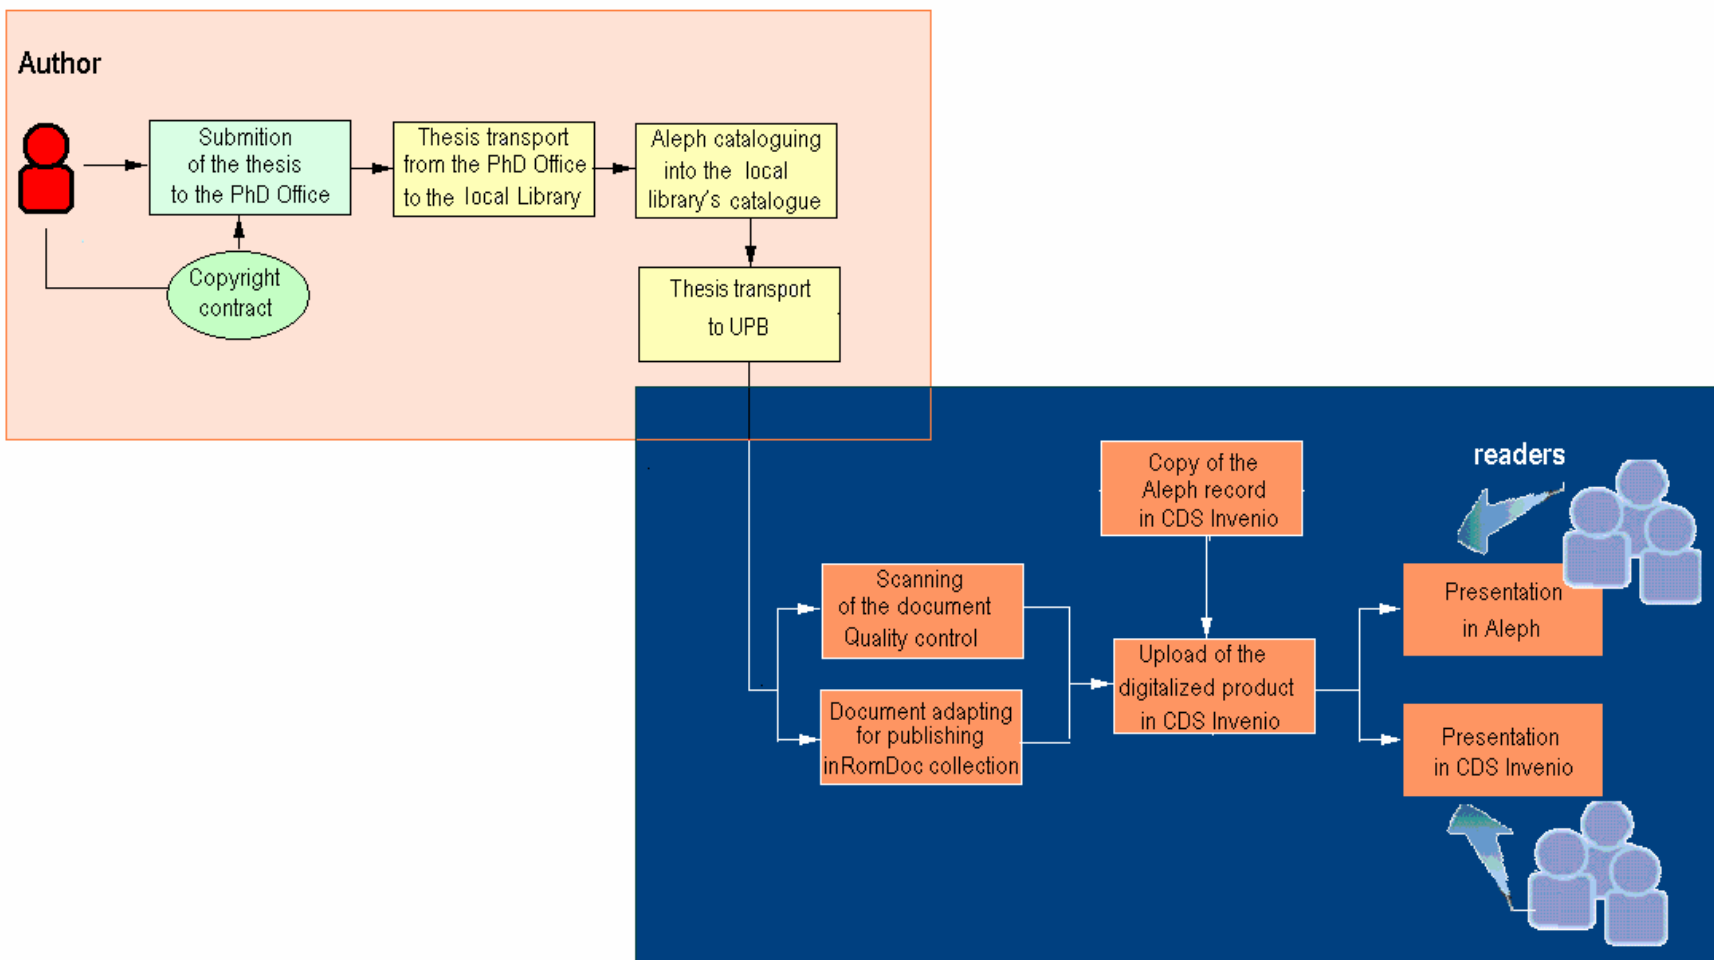 Author
Submition
of the thesis
to the PhD Office
Thesis transport
from the PhD Office
to the local Library
Aleph cataloguing
into the local
library's catalogue
Copyright
contract
Thesis transport
to UPB
readers
Copy of the
Aleph record
in CDS Invenio
Scanning
of the document
Quality control
Presentation
in Aleph
Upload of the
digitalized product
in CDS Invenio
Document adapting
for publishing
inRomDoc collection
Presentation
in CDS Invenio